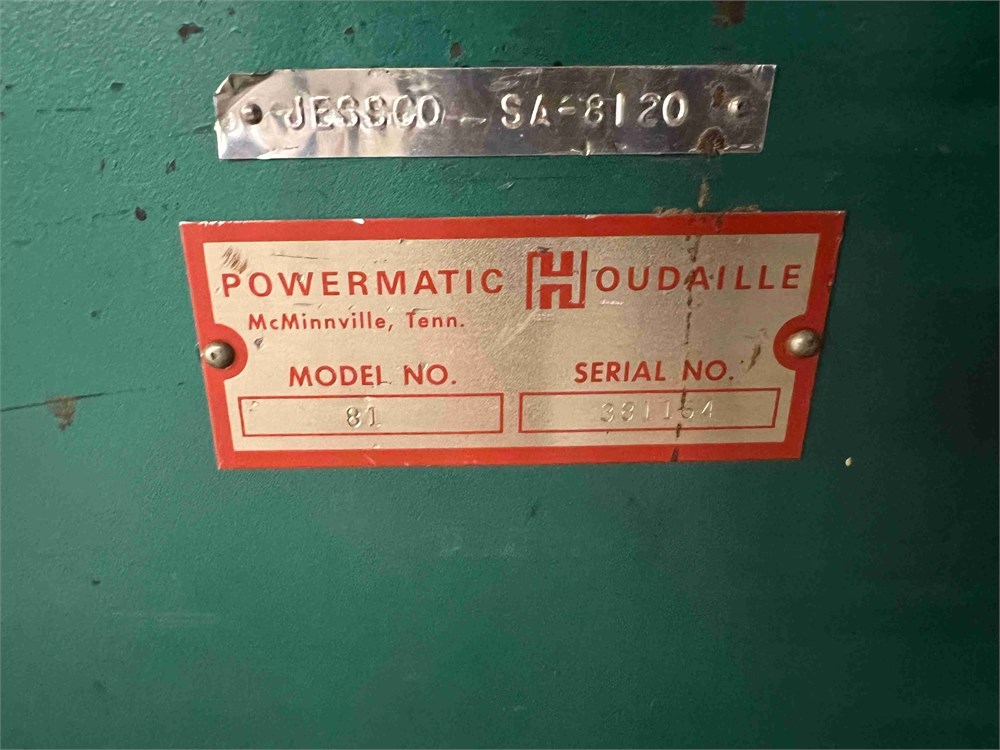 JESSCO - SA-8120
POWERMATIC HOUDAILLE
McMinnville, Tenn.
MODEL NO. SERIAL NO.
81